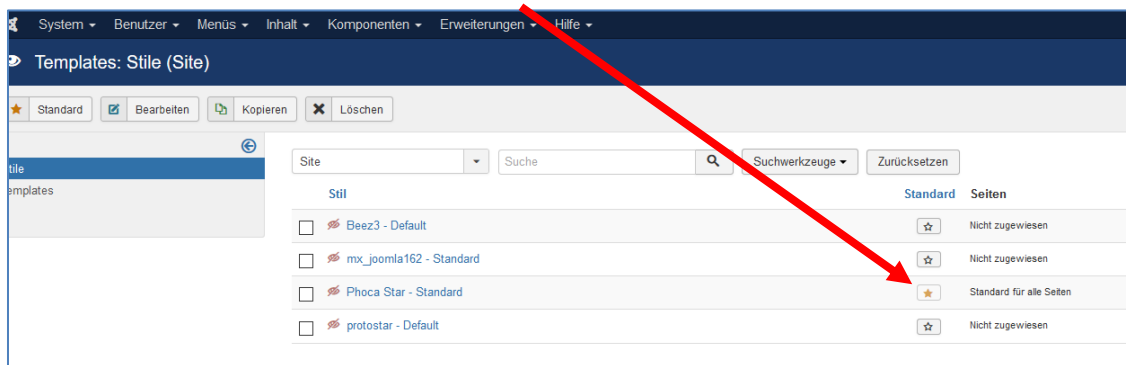 System Benutzer Menüs Inhalt Komponenten Erweiterungen Hilfe
Templates: Stile (Site)
Standard Bearbeiten Kopieren Löschen
Site Suche Suchwerkzeuge Zurücksetzen
tile
emplates
Stil Standard Seiten
Beez3 - Default Nicht zugewiesen
mx_joomla162 - Standard Nicht zugewiesen
Phoca Star - Standard Standard für alle Seiten
protostar - Default Nicht zugewiesen